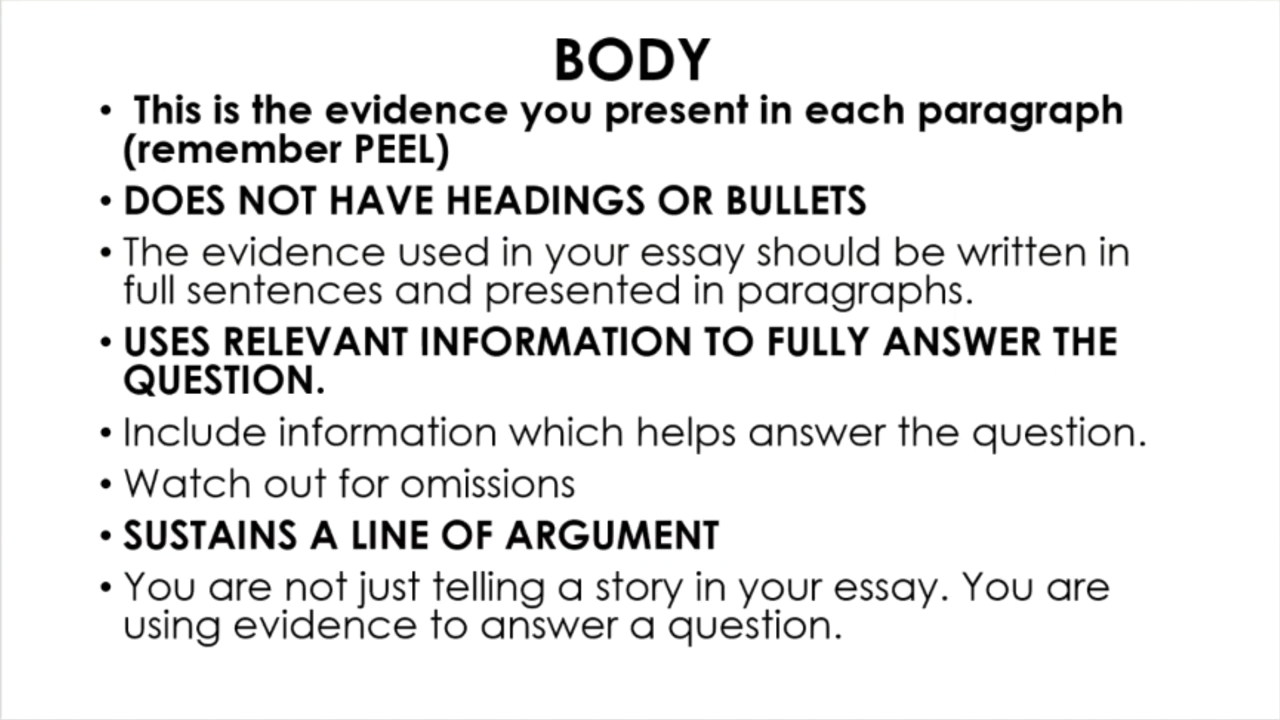 BODY
• This is the evidence you present in each paragraph
(remember PEEL)
• DOES NOT HAVE HEADINGS OR BULLETS
• The evidence used in your essay should be written in
full sentences and presented in paragraphs.
• USES RELEVANT INFORMATION TO FULLY ANSWER THE
QUESTION.
• Include information which helps answer the question.
• Watch out for omissions
• SUSTAINS A LINE OF ARGUMENT
• You are not just telling a story in your essay. You are
using evidence to answer a question.